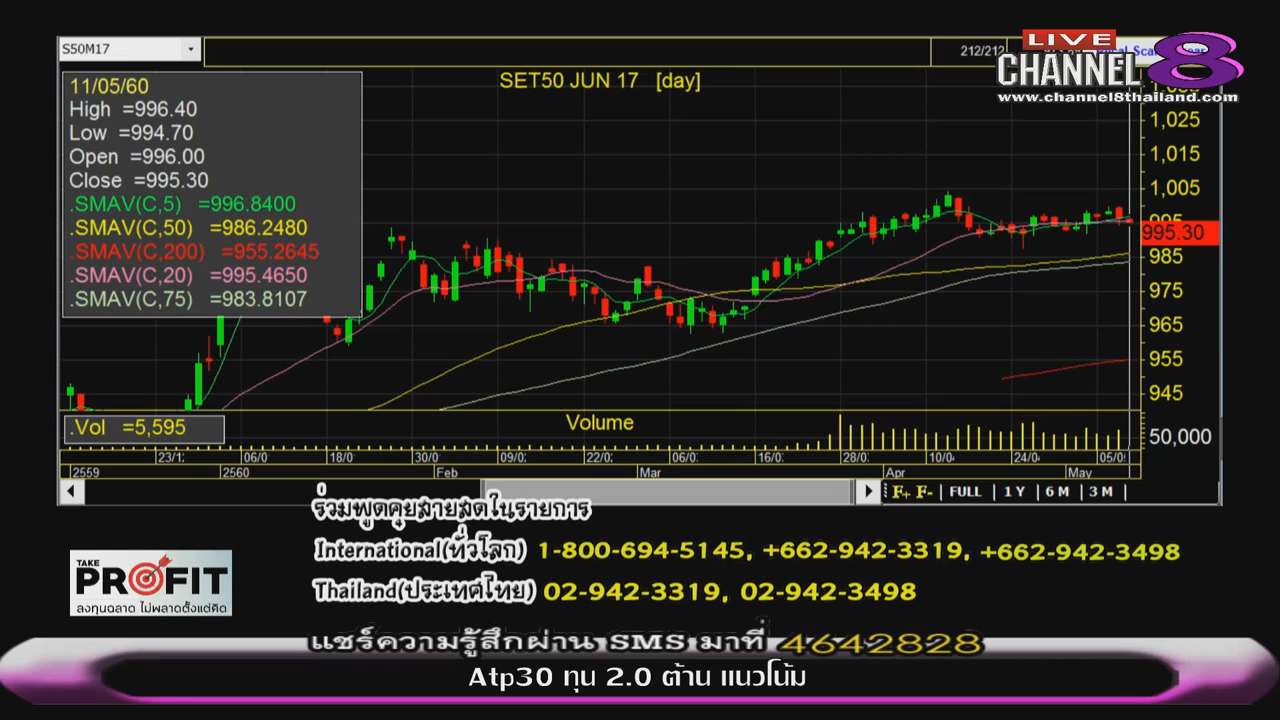 S50M17
212/212
LIVE
CHANNEL 8
www.channel8thailand.com
SET50 JUN 17 [day]
11/05/60
High =996.40
Low =994.70
Open =996.00
Close =995.30
.SMAV(C,5) =996.8400
.SMAV(C,50) =986.2480
.SMAV(C,200) =955.2645
.SMAV(C,20) =995.4650
.SMAV(C,75) =983.8107
1,025
1,015
1,005
995
995.30
985
975
965
955
945
.Vol =5,595
Volume
50,000
23/1: 06/0 18/0 30/0 09/0: 22/0: 06/0: 16/0: 28/0: 10/0 24/0 05/0
2559 2560 Feb Mar Apr May
F+ F- FULL 1 Y 6 M 3 M
0
ร่วมพูดคุยสายสดในรายการ
International(ทั่วโลก) 1-800-694-5145, +662-942-3319, +662-942-3498
Thailand(ประเทศไทย) 02-942-3319, 02-942-3498
TAKE
PROFIT
ลงทุนฉลาด ไม่พลาดตั้งแต่คิด
แชร์ความรู้สึกผ่าน SMS มาที่ 4642828
Atp30 ทุน 2.0 ต้าน แนวโน้ม